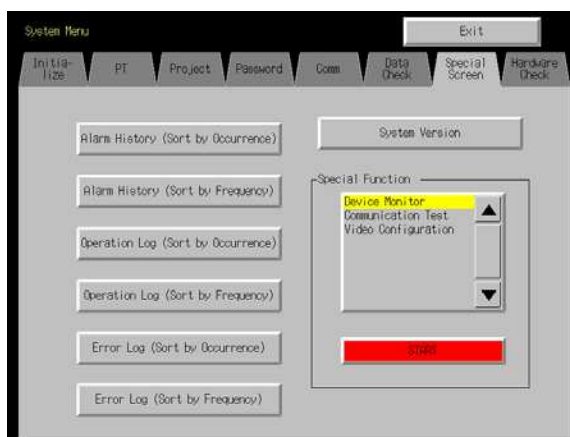 System Menu
Exit
Initia-
lize
PT
Project
Password
Comm
Data
Check
Special
Screen
Hardware
Check
Alarm History (Sort by Occurrence)
Alarm History (Sort by Frequency)
Operation Log (Sort by Occurrence)
Operation Log (Sort by Frequency)
Error Log (Sort by Occurrence)
Error Log (Sort by Frequency)
System Version
Special Function
Device Monitor
Communication Test
Video Configuration
START